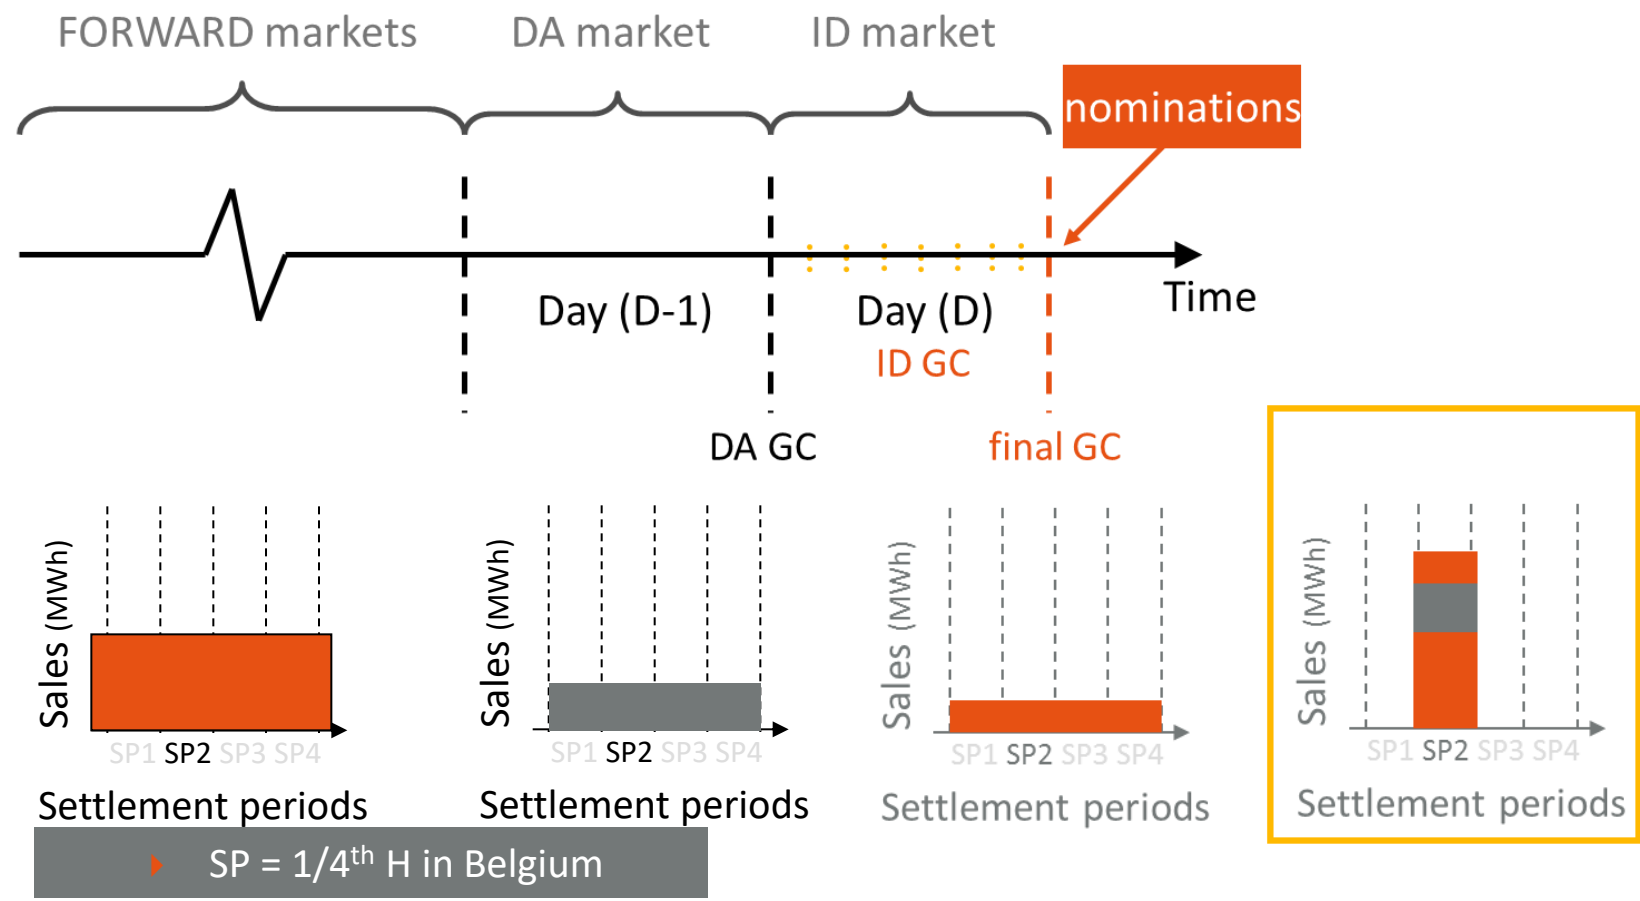 FORWARD markets
DA market
ID market
nominations
Time
Day (D-1)
Day (D)
ID GC
DA GC
final GC
Sales (MWh)
SP1 SP2 SP3 SP4
Settlement periods
Sales (MWh)
SP1 SP2 SP3 SP4
Settlement periods
Sales (MWh)
SP1 SP2 SP3 SP4
Settlement periods
Sales (MWh)
SP1 SP2 SP3 SP4
Settlement periods
SP = 1/4th H in Belgium